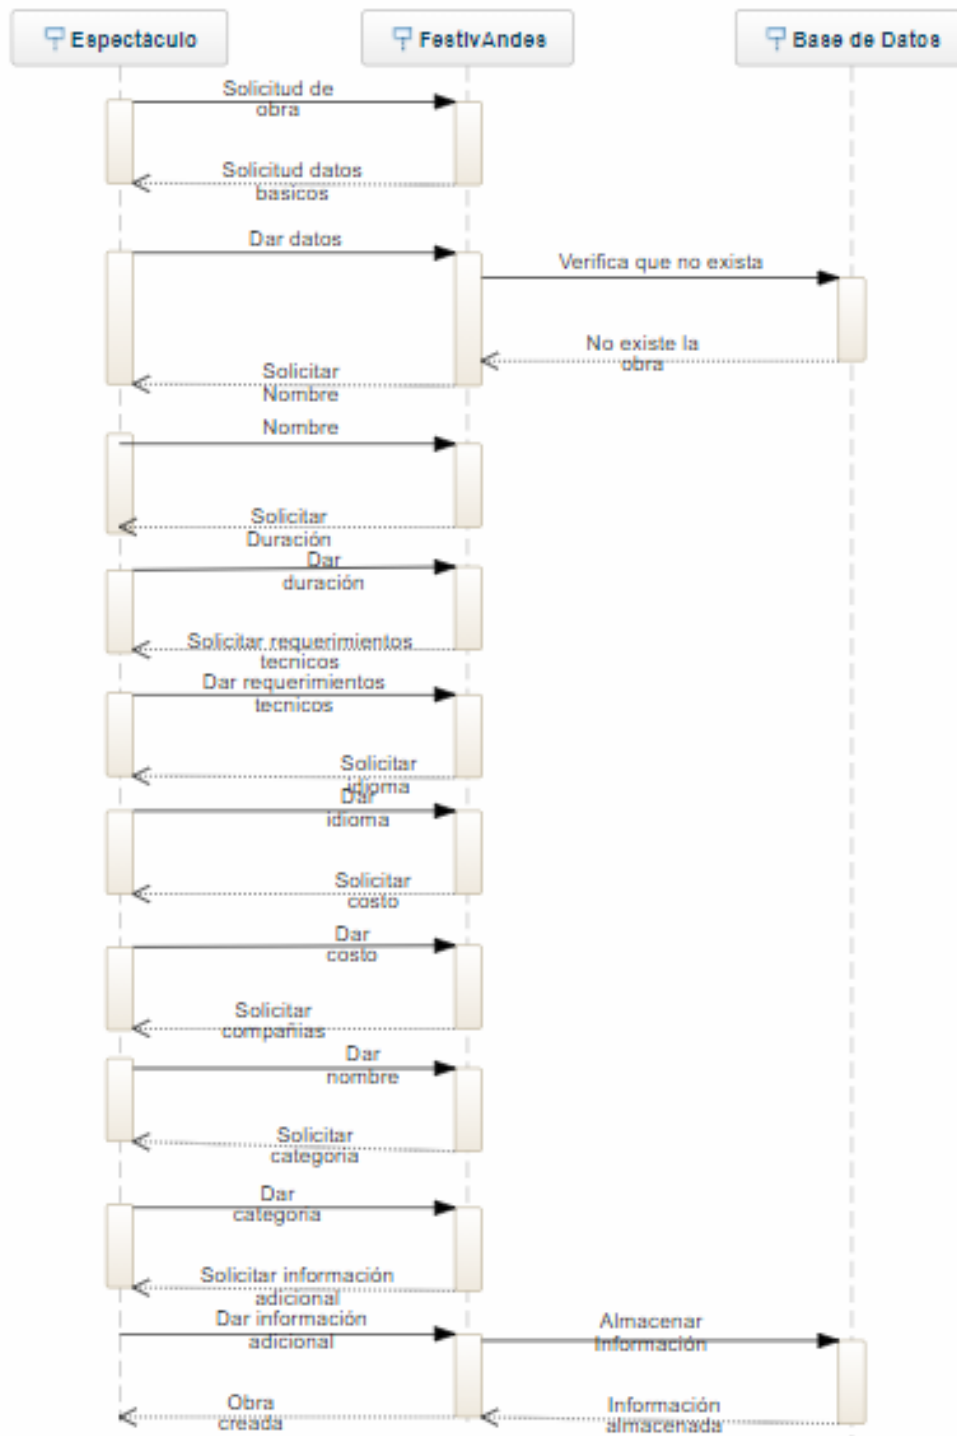 Espectáculo
FestivAndes
Base de Datos
Solicitud de
obra
Solicitud datos
basicos
Dar datos
Verifica que no exista
No existe la
obra
Solicitar
Nombre
Nombre
Solicitar
Duración
Dar
duración
Solicitar requerimientos
tecnicos
Dar requerimientos
tecnicos
Solicitar
idioma
Dar
idioma
Solicitar
costo
Dar
costo
Solicitar
compañias
Dar
nombre
Solicitar
categoria
Dar
categoria
Solicitar información
adicional
Dar información
adicional
Almacenar
Información
Obra
creada
Información
almacenada